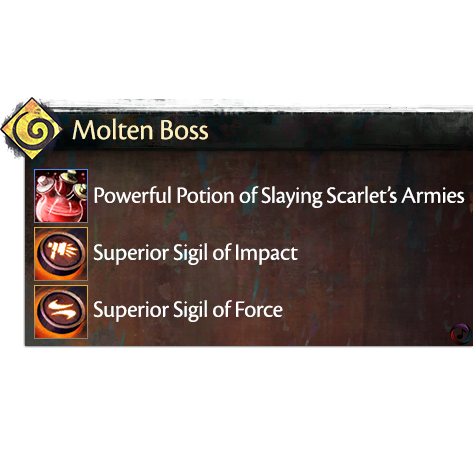 Molten Boss
Powerful Potion of Slaying Scarlet's Armies
Superior Sigil of Impact
Superior Sigil of Force